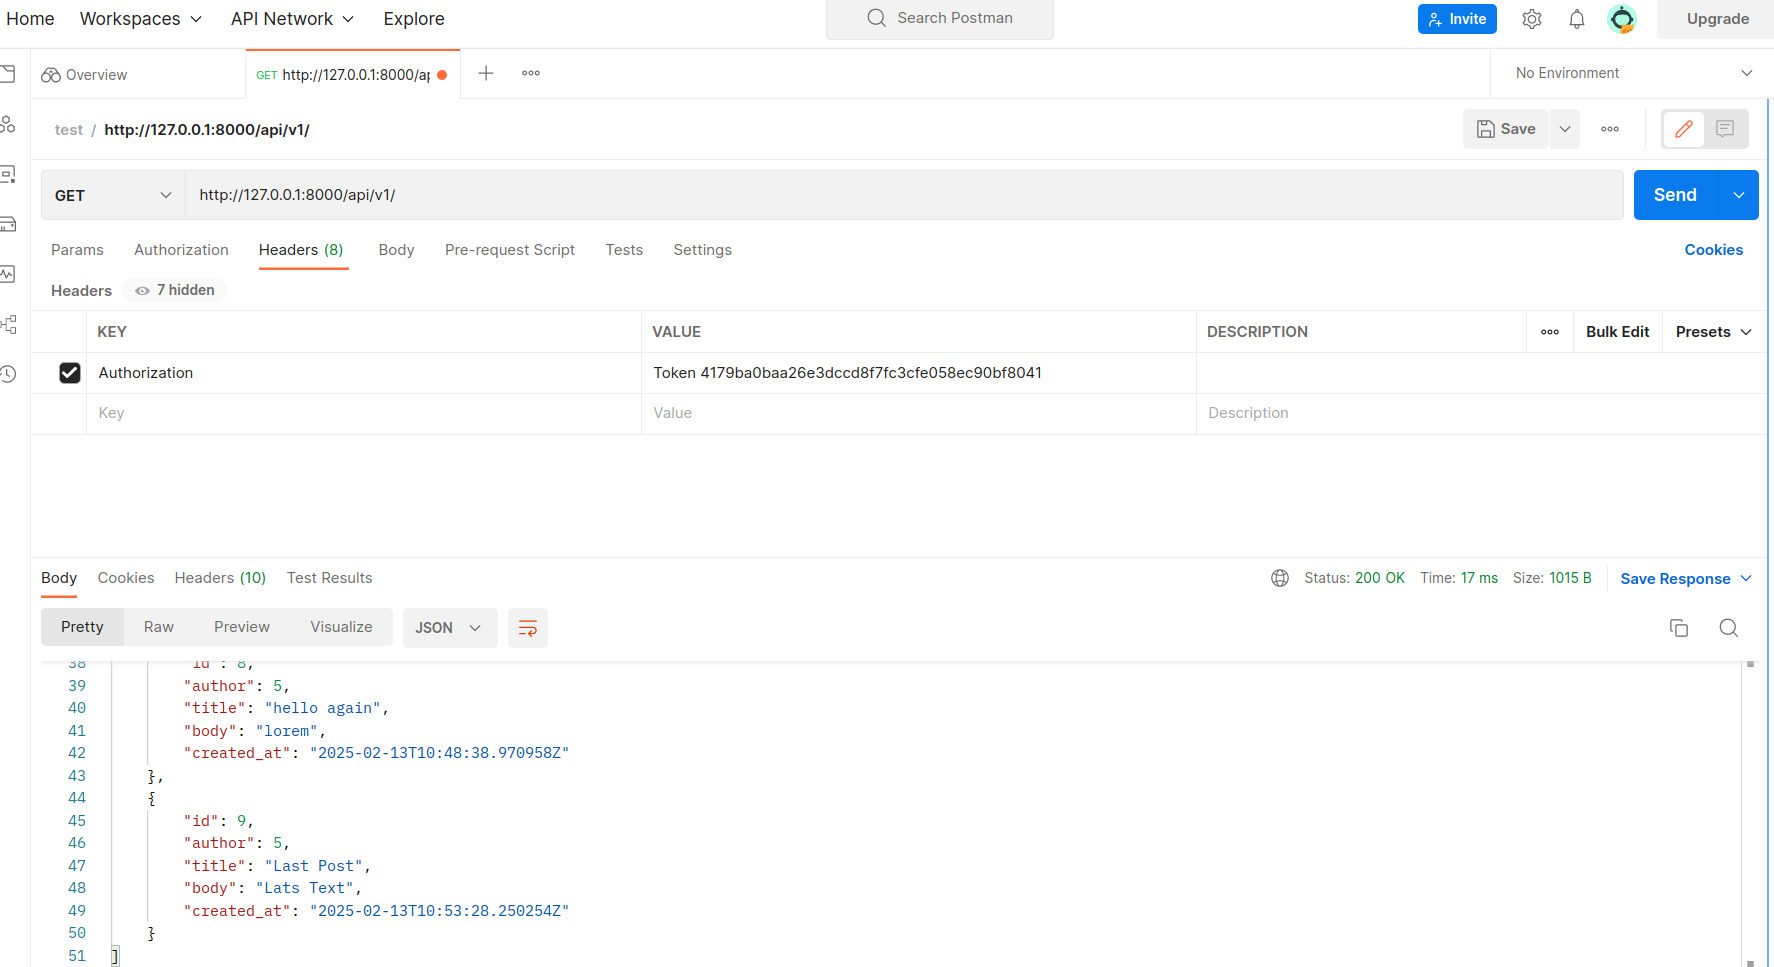 Home Workspaces API Network Explore Search Postman Invite Upgrade
Overview GET http://127.0.0.1:8000/ap No Environment
test / http://127.0.0.1:8000/api/v1/ Save
GET http://127.0.0.1:8000/api/v1/ Send
Params Authorization Headers (8) Body Pre-request Script Tests Settings Cookies
Headers 7 hidden
KEY VALUE DESCRIPTION Bulk Edit Presets
Authorization Token 4179ba0baa26e3dccd8f7fc3cfe058ec90bf8041
Key Value Description
Body Cookies Headers (10) Test Results Status: 200 OK Time: 17 ms Size: 1015 B Save Response
Pretty Raw Preview Visualize JSON
38 "id": 8,
39 "author": 5,
40 "title": "hello again",
41 "body": "lorem",
42 "created_at": "2025-02-13T10:48:38.970958Z"
43 },
44 {
45 "id": 9,
46 "author": 5,
47 "title": "Last Post",
48 "body": "Lats Text",
49 "created_at": "2025-02-13T10:53:28.250254Z"
50 }
51 ]